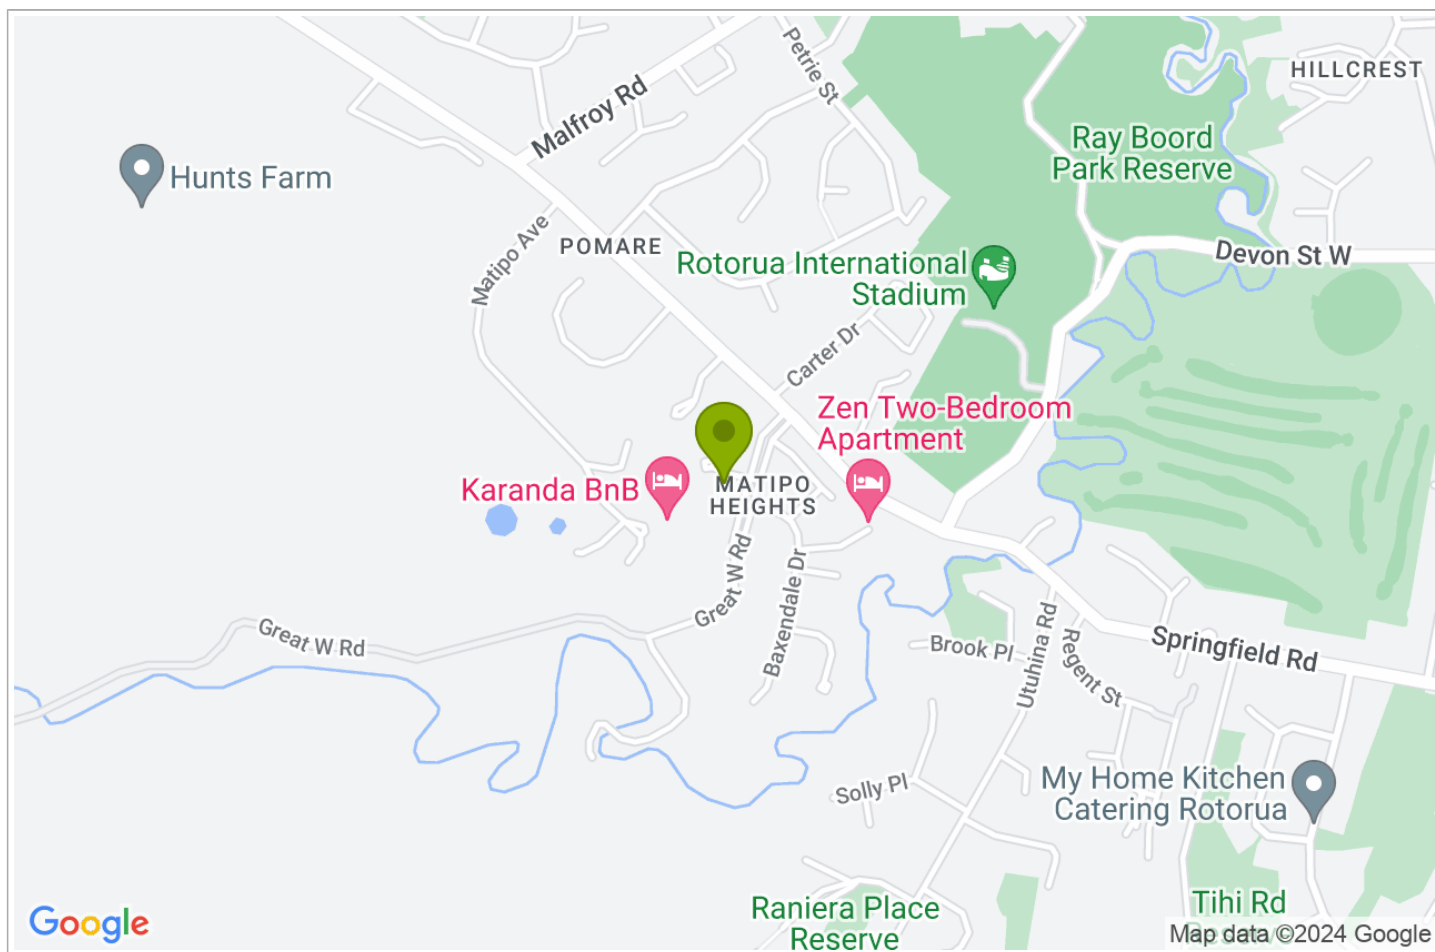 Petrie St
HILLCREST
Malfroy Rd
Ray Boord
Park Reserve
Hunts Farm
Matipo Ave
POMARE
Devon St W
Rotorua International
Stadium
Carter Dr
Zen Two-Bedroom
Apartment
Karanda BnB
MATIPO
HEIGHTS
Great W Rd
Baxendale Dr
Great W Rd
Brook Pl
Utuhina Rd
Regent St
Springfield Rd
Solly Pl
My Home Kitchen
Catering Rotorua
Raniera Place
Reserve
Tihi Rd
Google
Map data ©2024 Google